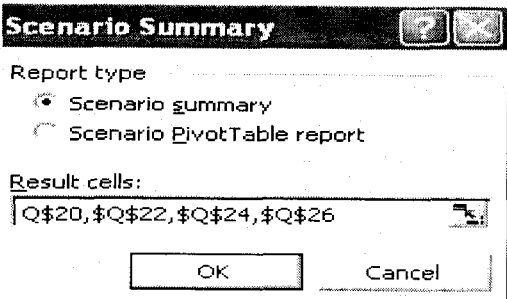 Scenario Summary
Report type
Scenario summary
Scenario PivotTable report
Result cells:
Q$20,$Q$22,$Q$24,$Q$26
OK
Cancel